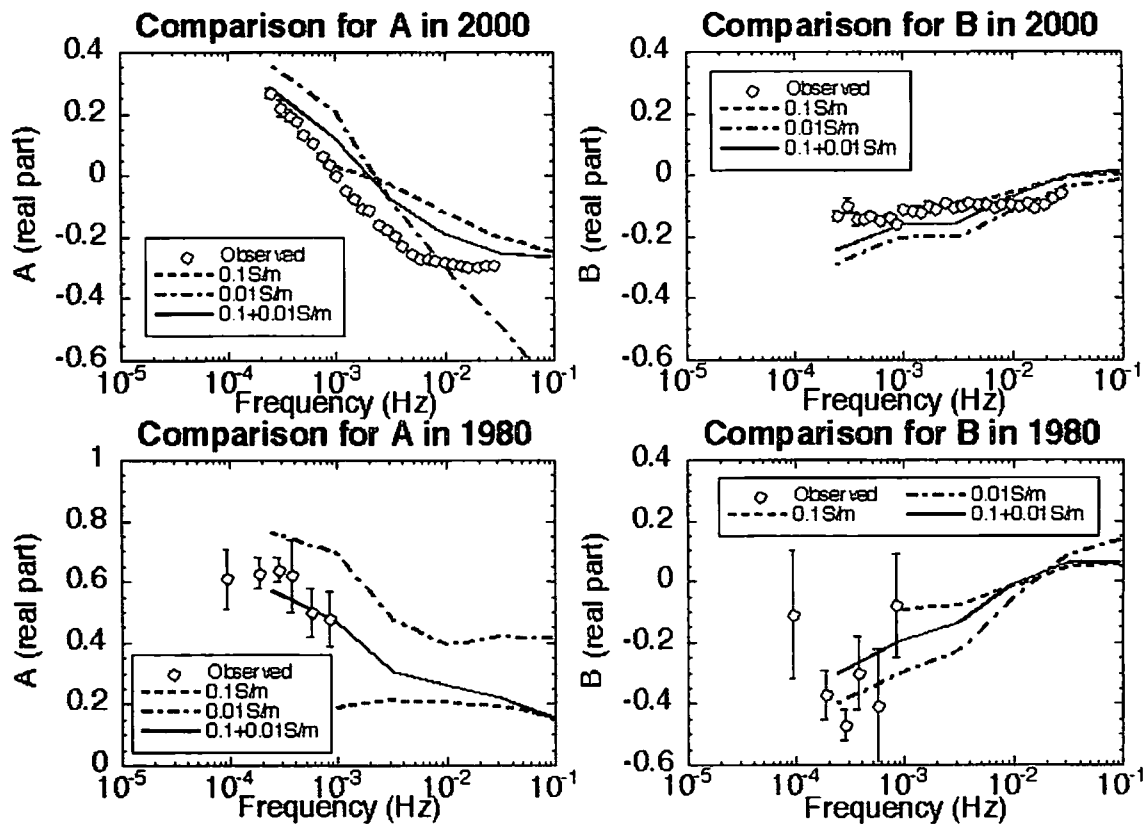 Comparison for A in 2000
0.4
0.2
0
-0.2
-0.4
-0.6
A (real part)
Observed
0.1S/m
0.01S/m
0.1+0.01S/m
10-5
10-4
10-3
10-2
10-1
Frequency (Hz)
Comparison for B in 2000
0.4
0.2
0
-0.2
-0.4
-0.6
B (real part)
Observed
0.1S/m
0.01S/m
0.1+0.01S/m
10-5
10-4
10-3
10-2
10-1
Frequency (Hz)
Comparison for A in 1980
1
0.8
0.6
0.4
0.2
0
A (real part)
Observed
0.1S/m
0.01S/m
0.1+0.01S/m
10-5
10-4
10-3
10-2
10-1
Frequency (Hz)
Comparison for B in 1980
0.4
0.2
0
-0.2
-0.4
-0.6
B (real part)
Observed
0.1S/m
0.01S/m
0.1+0.01S/m
10-5
10-4
10-3
10-2
10-1
Frequency (Hz)